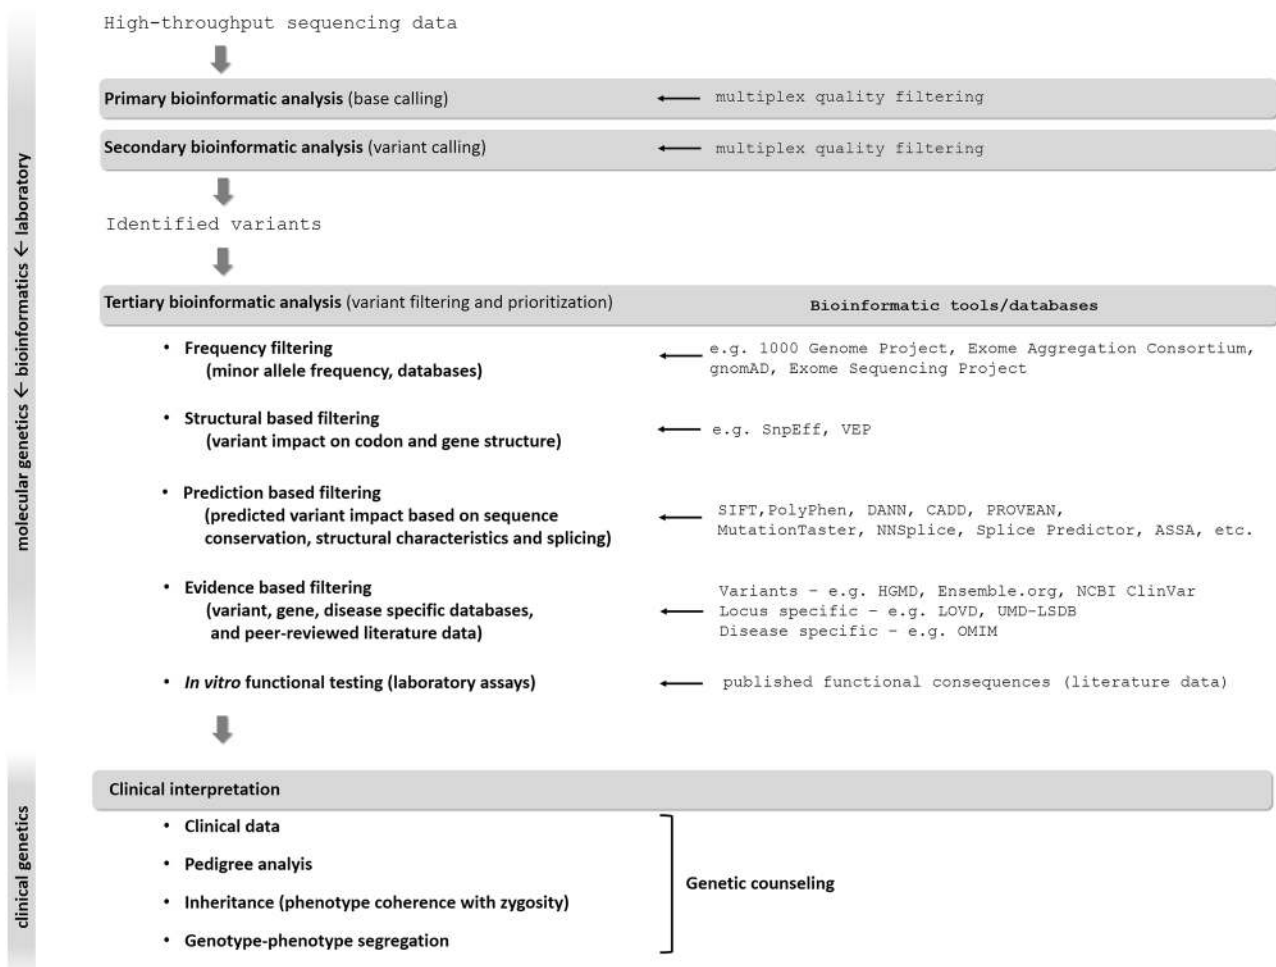 High-throughput sequencing data
Primary bioinformatic analysis (base calling)
multiplex quality filtering
Secondary bioinformatic analysis (variant calling)
multiplex quality filtering
Identified variants
Tertiary bioinformatic analysis (variant filtering and prioritization)
Bioinformatic tools/databases
• Frequency filtering
(minor allele frequency, databases)
e.g. 1000 Genome Project, Exome Aggregation Consortium,
gnomAD, Exome Sequencing Project
• Structural based filtering
(variant impact on codon and gene structure)
e.g. SnpEff, VEP
• Prediction based filtering
(predicted variant impact based on sequence
conservation, structural characteristics and splicing)
SIFT,PolyPhen, DANN, CADD, PROVEAN,
MutationTaster, NNSplice, Splice Predictor, ASSA, etc.
• Evidence based filtering
(variant, gene, disease specific databases,
and peer-reviewed literature data)
Variants – e.g. HGMD, Ensemble.org, NCBI ClinVar
Locus specific – e.g. LOVD, UMD-LSDB
Disease specific – e.g. OMIM
• In vitro functional testing (laboratory assays)
published functional consequences (literature data)
molecular genetics ← bioinformatics ← laboratory
Clinical interpretation
• Clinical data
• Pedigree analyis
• Inheritance (phenotype coherence with zygosity)
• Genotype-phenotype segregation
Genetic counseling
clinical genetics